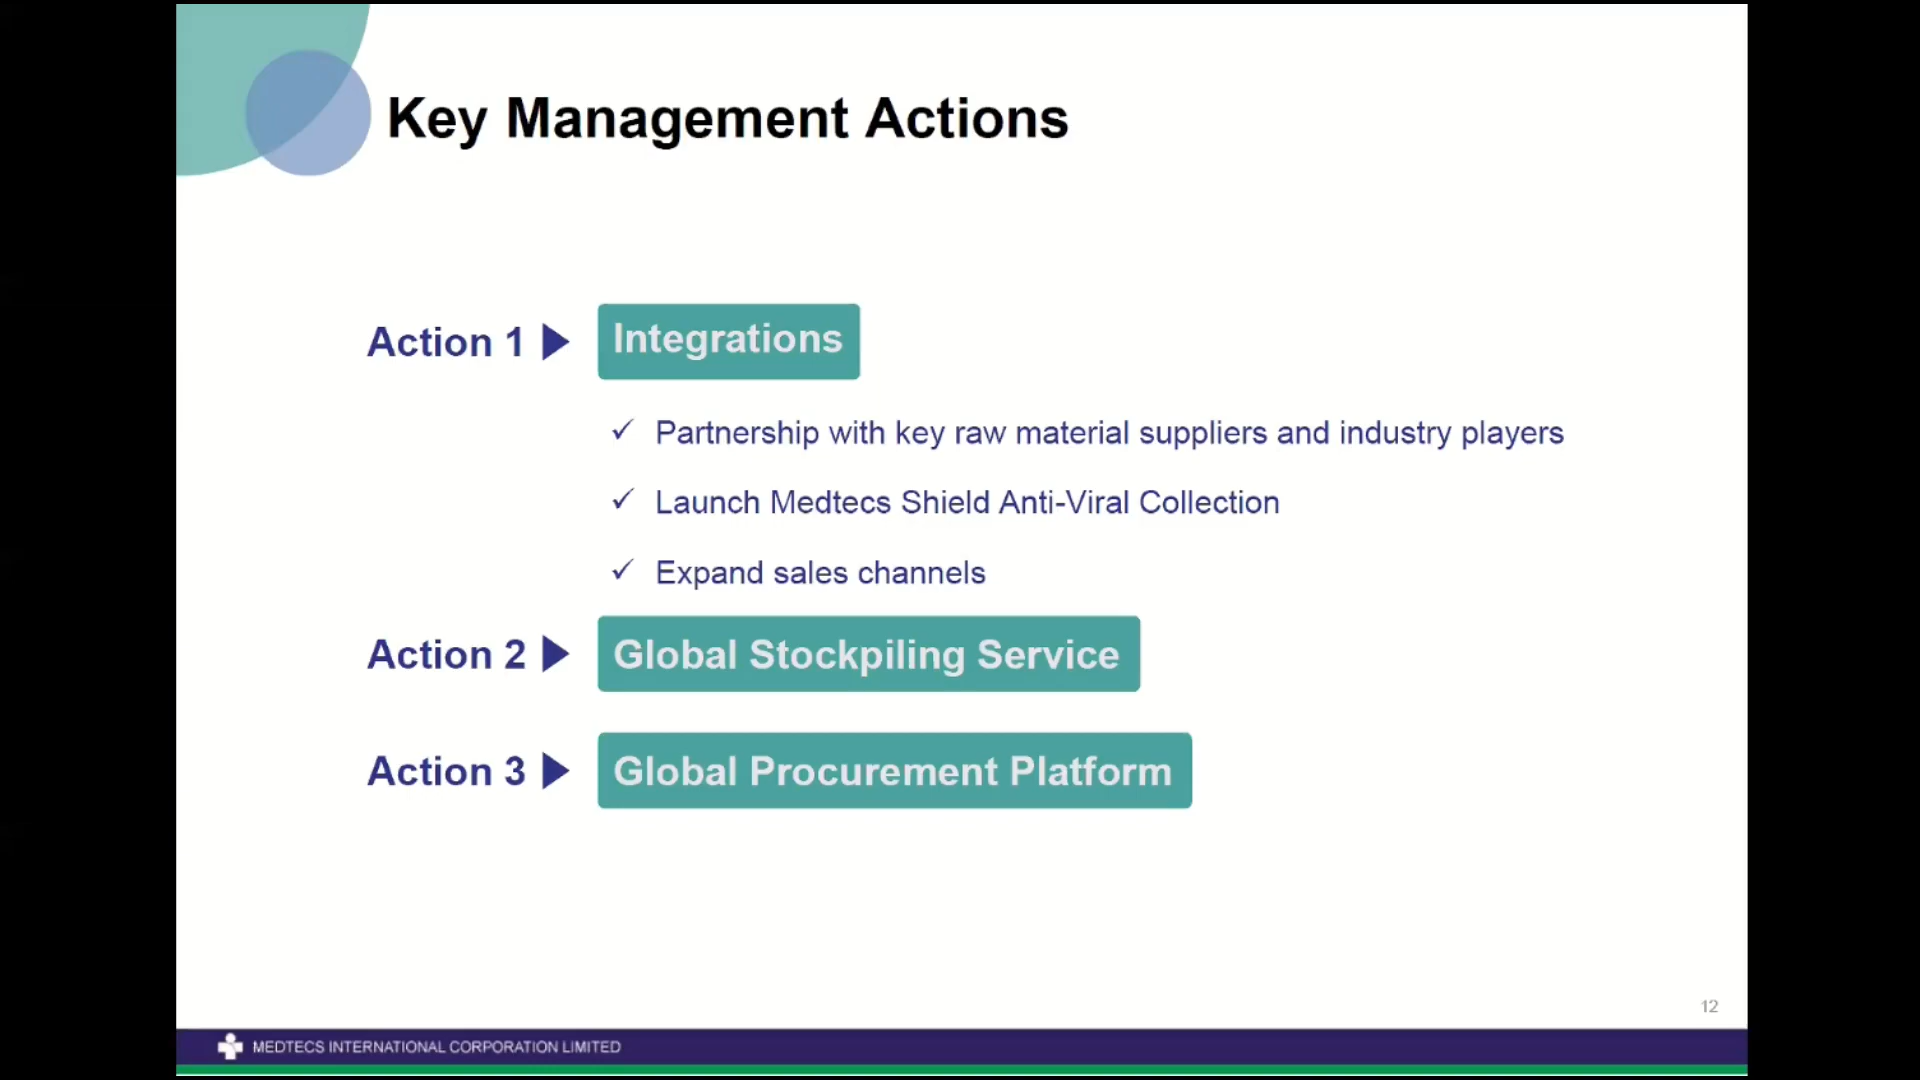 Key Management Actions
Action 1
Integrations
✓ Partnership with key raw material suppliers and industry players
✓ Launch Medtecs Shield Anti-Viral Collection
✓ Expand sales channels
Action 2
Global Stockpiling Service
Action 3
Global Procurement Platform
12
MEDTECS INTERNATIONAL CORPORATION LIMITED